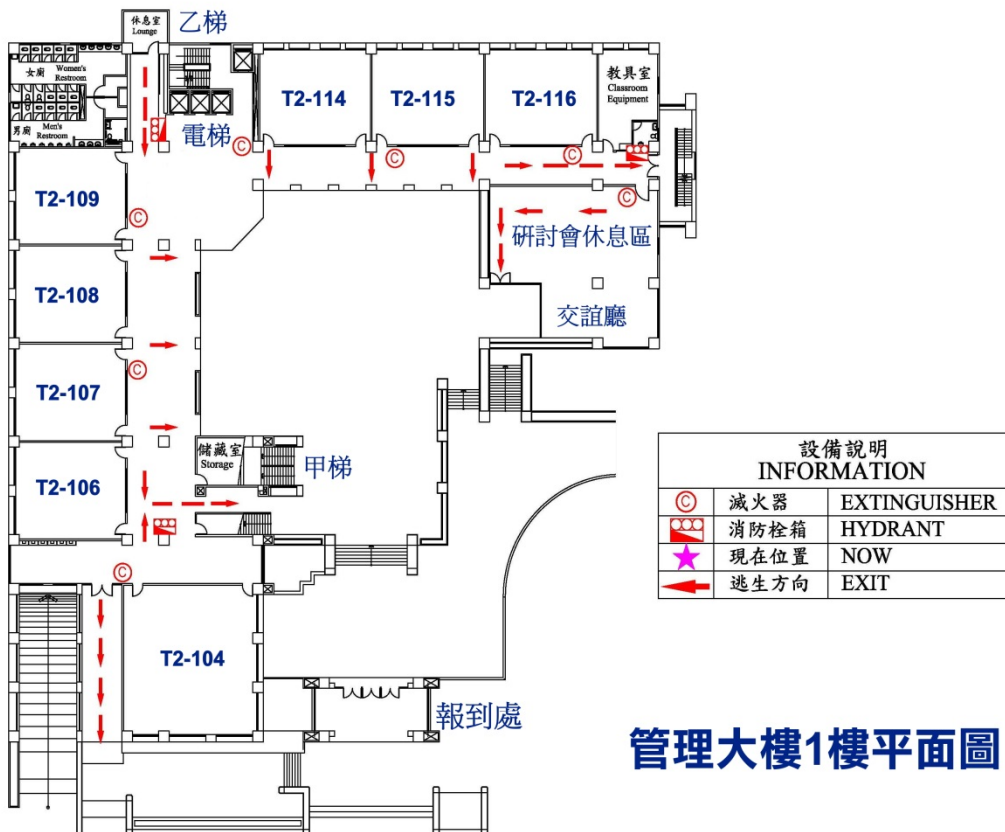 休息室
Lounge
乙梯
女廁
Women's
Restroom
男廁
Men's
Restroom
電梯
T2-114
T2-115
T2-116
教具室
Classroom
Equipment
T2-109
C
C
C
C
C
研討會休息區
T2-108
交誼廳
T2-107
C
儲藏室
Storage
甲梯
T2-106
C
T2-104
報到處
設備說明
INFORMATION
C 滅火器 EXTINGUISHER
消防栓箱 HYDRANT
現在位置 NOW
逃生方向 EXIT
管理大樓1樓平面圖